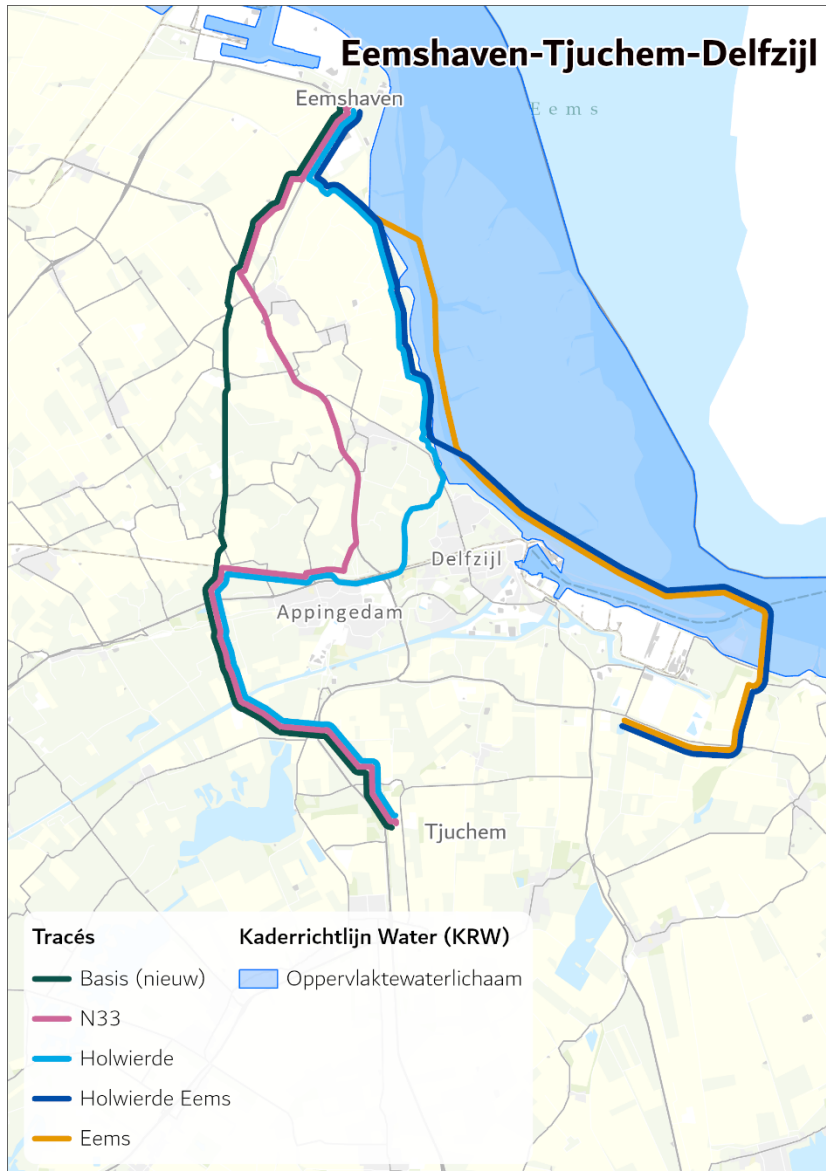 Eemshaven-Tjuchem-Delfzijl
Eemshaven
Eems
Delfzijl
Appingedam
Tjuchem
Tracés
Basis (nieuw)
N33
Holwierde
Holwierde Eems
Eems
Kaderrichtlijn Water (KRW)
Oppervlaktewaterlichaam